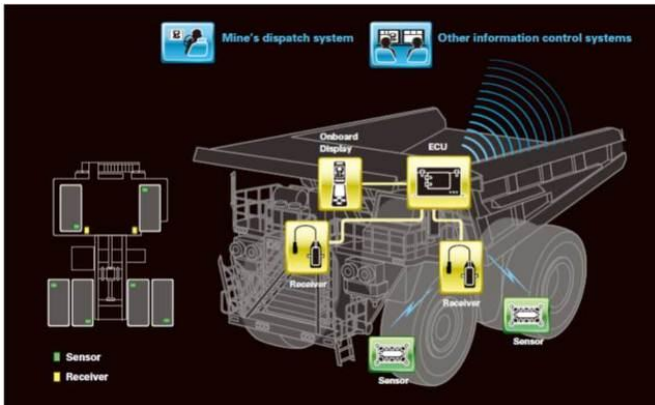 Mine's dispatch system
Other information control systems
Onboard
Display
ECU
Receiver
Receiver
Sensor
Sensor
Sensor
Receiver